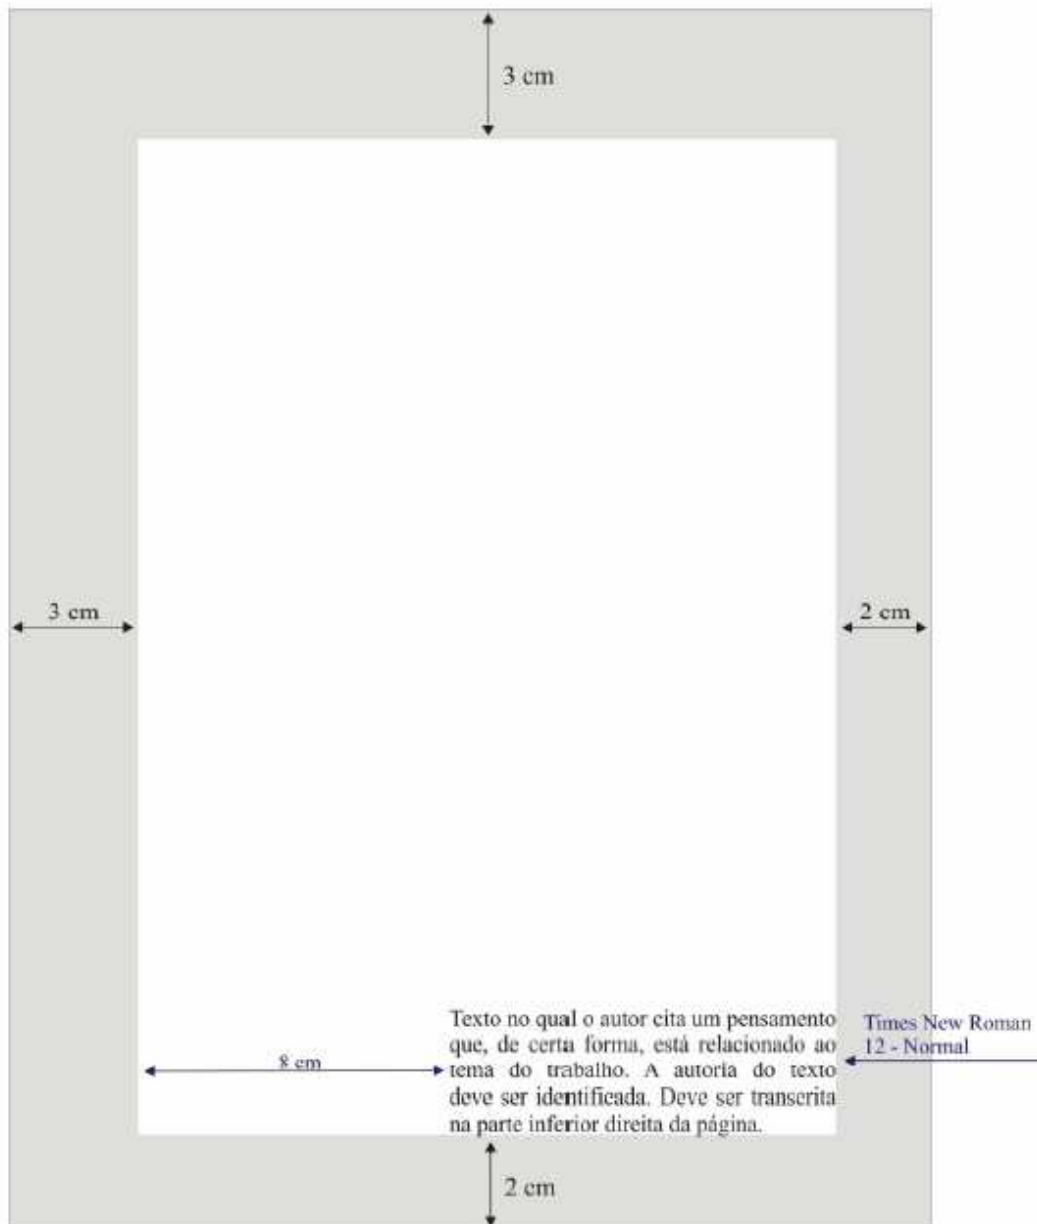 3 cm
3 cm
2 cm
Texto no qual o autor cita um pensamento
que, de certa forma, está relacionado ao
tema do trabalho. A autoria do texto
deve ser identificada. Deve ser transcrita
na parte inferior direita da página.
8 cm
Times New Roman
12 - Normal
2 cm